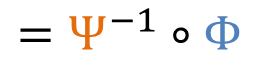 = Ψ⁻¹ ∘ Φ